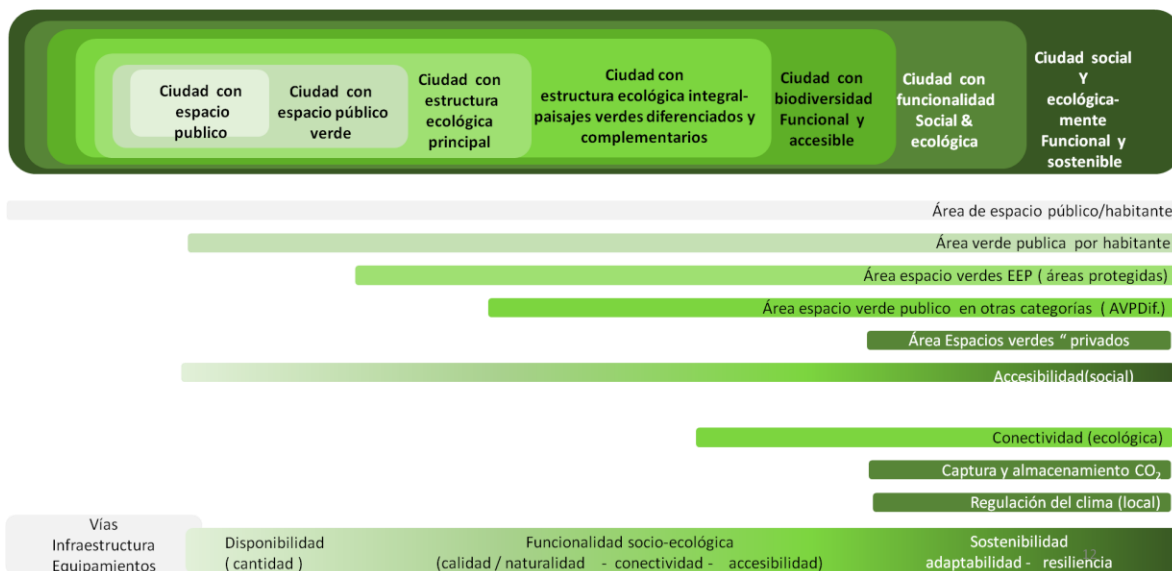 Ciudad con
espacio
publico
Ciudad con
espacio público
verde
Ciudad con
estructura
ecológica
principal
Ciudad con
estructura ecológica integral-
paisajes verdes diferenciados y
complementarios
Ciudad con
biodiversidad
Funcional y
accesible
Ciudad con
funcionalidad
Social &
ecológica
Ciudad social
Y
ecológica-
mente
Funcional y
sostenible
Área de espacio público/habitante
Área verde publica por habitante
Área espacio verdes EEP ( áreas protegidas)
Área espacio verde publico en otras categorías ( AVPDif.)
Área Espacios verdes “ privados
Accesibilidad(social)
Conectividad (ecológica)
Captura y almacenamiento CO₂
Regulación del clima (local)
Vías
Infraestructura
Equipamientos
Disponibilidad
( cantidad )
Funcionalidad socio-ecológica
(calidad / naturalidad - conectividad - accesibilidad)
Sostenibilidad
adaptabilidad - resiliencia
12